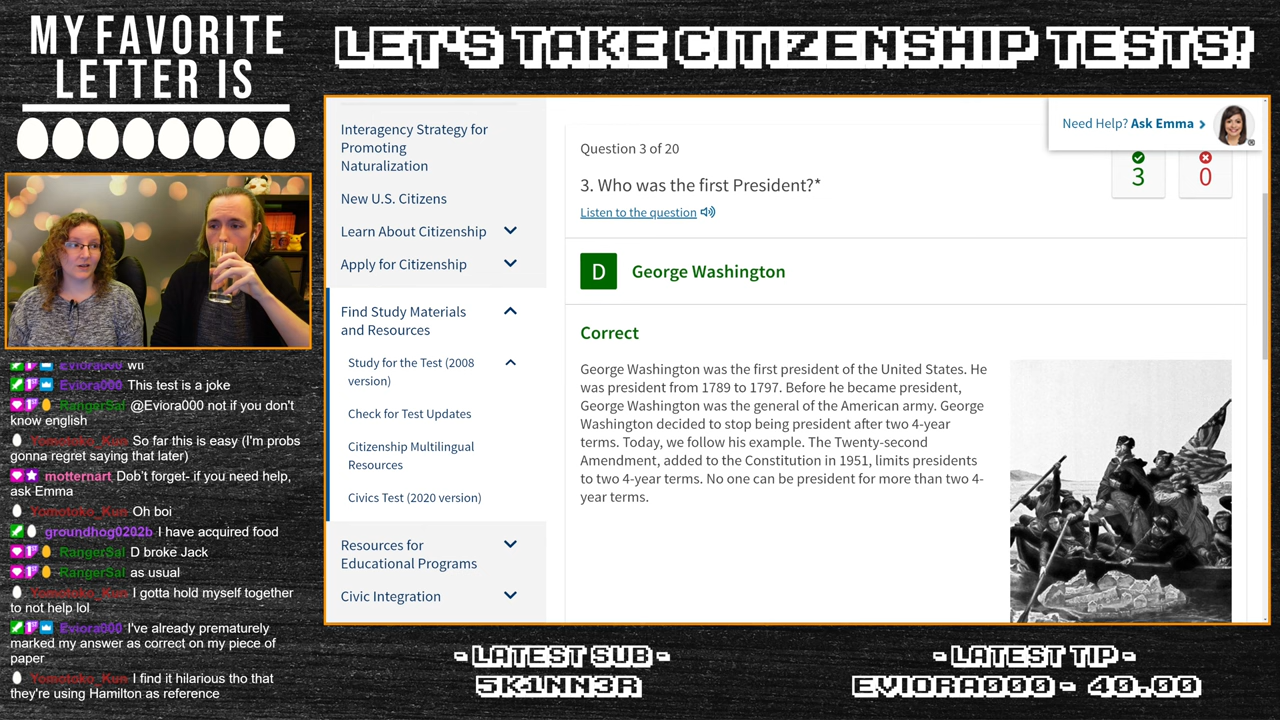 MY FAVORITE
LETTER IS
LET'S TAKE CITIZENSHIP TESTS!
Interagency Strategy for
Promoting
Naturalization
New U.S. Citizens
Learn About Citizenship
Apply for Citizenship
Find Study Materials
and Resources
Study for the Test (2008
version)
Check for Test Updates
Citizenship Multilingual
Resources
Civics Test (2020 version)
Resources for
Educational Programs
Civic Integration
Need Help? Ask Emma
Question 3 of 20
3
0
3. Who was the first President?*
Listen to the question
D George Washington
Correct
George Washington was the first president of the United States. He
was president from 1789 to 1797. Before he became president,
George Washington was the general of the American army. George
Washington decided to stop being president after two 4-year
terms. Today, we follow his example. The Twenty-second
Amendment, added to the Constitution in 1951, limits presidents
to two 4-year terms. No one can be president for more than two 4-
year terms.
Eviora000 wtf
Eviora000 This test is a joke
RangerSal @Eviora000 not if you don't
know english
Yomotoko_Kun So far this is easy (I'm probs
gonna regret saying that later)
motternart Dob't forget- if you need help,
ask Emma
Yomotoko_Kun Oh boi
groundhog0202b I have acquired food
RangerSal D broke Jack
RangerSal as usual
Yomotoko_Kun I gotta hold myself together
to not help lol
Eviora000 I've already prematurely
marked my answer as correct on my piece of
paper
Yomotoko_Kun I find it hilarious tho that
they're using Hamilton as reference
- LATEST SUB -
5K1NN3R
- LATEST TIP -
EVIORA000 - 40.00